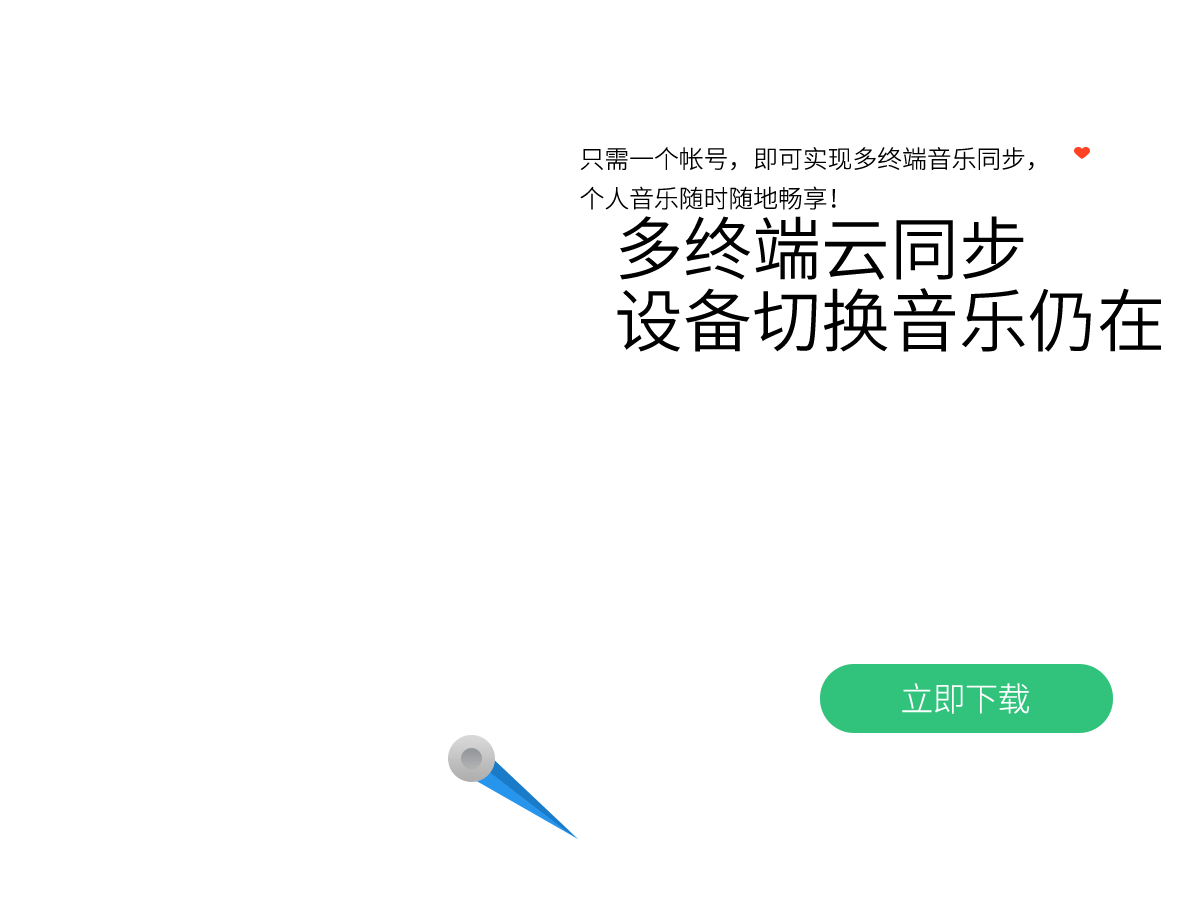 只需一个帐号，即可实现多终端音乐同步，
个人音乐随时随地畅享！
多终端云同步
设备切换音乐仍在
立即下载